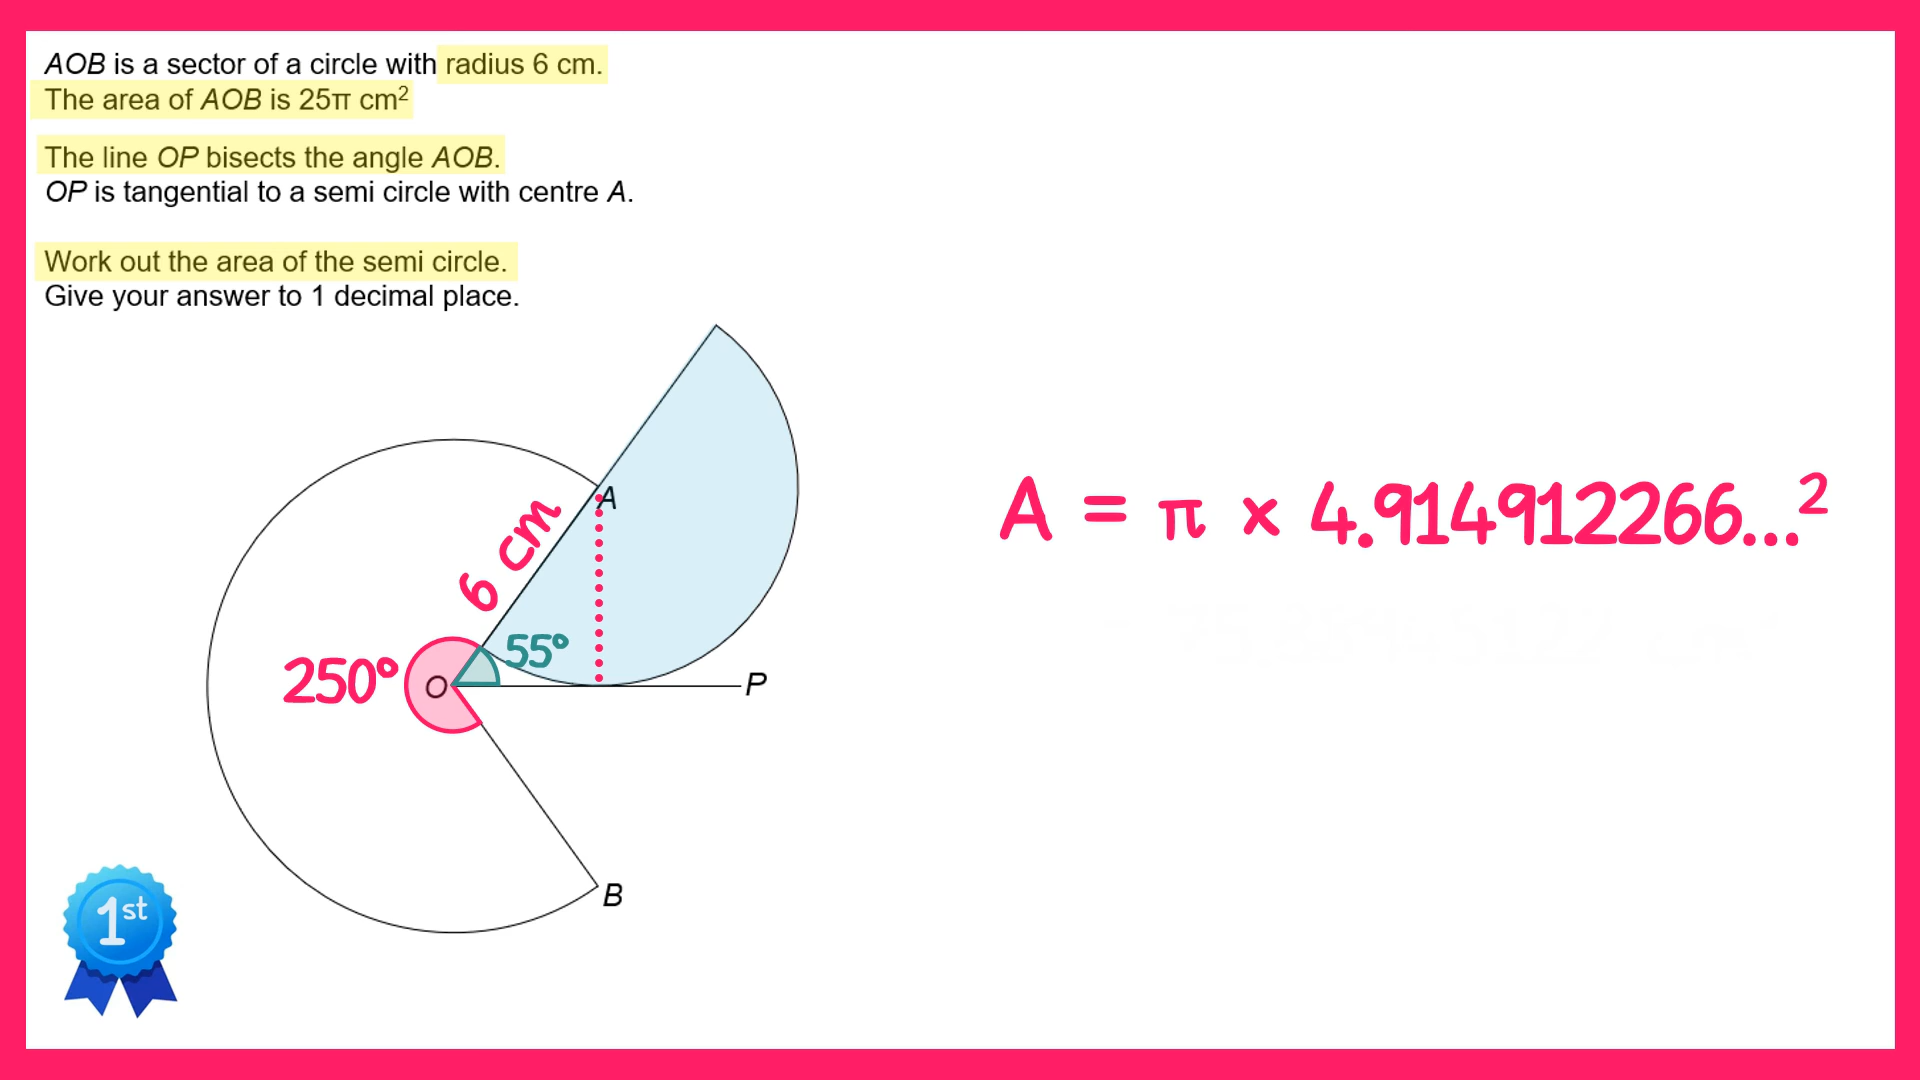 AOB is a sector of a circle with radius 6 cm.
The area of AOB is 25π cm²
The line OP bisects the angle AOB.
OP is tangential to a semi circle with centre A.
Work out the area of the semi circle.
Give your answer to 1 decimal place.
A
6 cm
A = π × 4.914912266...²
55°
250°
O
P
B
1st